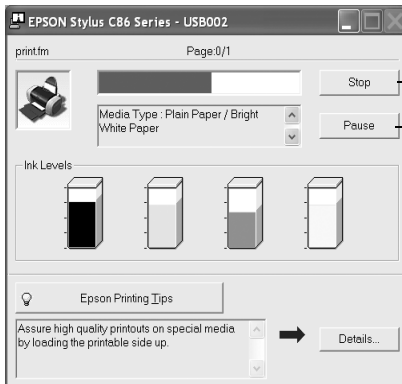 EPSON Stylus C86 Series - USB002
print.fm Page:0/1
Stop
Media Type : Plain Paper / Bright
White Paper
Pause
Ink Levels
Epson Printing Tips
Assure high quality printouts on special media
by loading the printable side up.
Details...